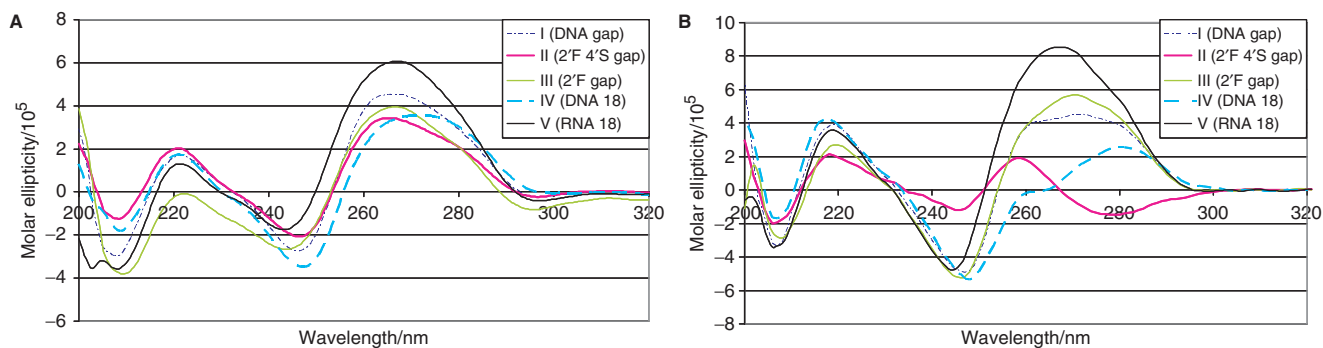 A
Molar ellipticity/10⁵
8
6
4
2
0
−2
−4
−6
200 220 240 260 280 300 320
Wavelength/nm
I (DNA gap)
II (2′F 4′S gap)
III (2′F gap)
IV (DNA 18)
V (RNA 18)
B
Molar ellipticity/10⁵
10
8
6
4
2
0
−2
−4
−6
−8
200 220 240 260 280 300 320
Wavelength/nm
I (DNA gap)
II (2′F 4′S gap)
III (2′F gap)
IV (DNA 18)
V (RNA 18)